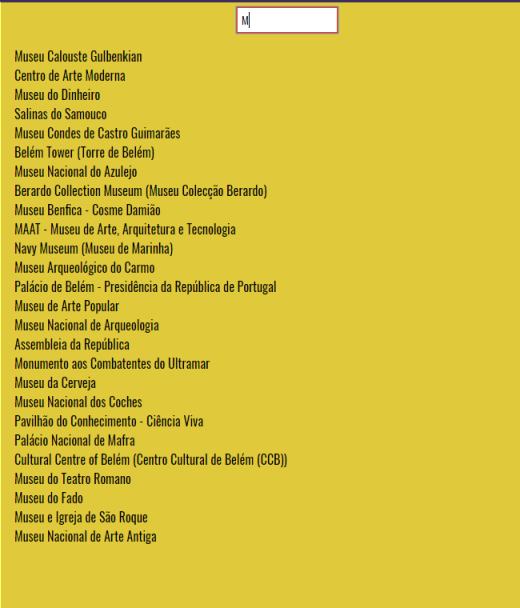 M
Museu Calouste Gulbenkian
Centro de Arte Moderna
Museu do Dinheiro
Salinas do Samouco
Museu Condes de Castro Guimarães
Belém Tower (Torre de Belém)
Museu Nacional do Azulejo
Berardo Collection Museum (Museu Colecção Berardo)
Museu Benfica - Cosme Damião
MAAT - Museu de Arte, Arquitetura e Tecnologia
Navy Museum (Museu de Marinha)
Museu Arqueológico do Carmo
Palácio de Belém - Presidência da República de Portugal
Museu de Arte Popular
Museu Nacional de Arqueologia
Assembleia da República
Monumento aos Combatentes do Ultramar
Museu da Cerveja
Museu Nacional dos Coches
Pavilhão do Conhecimento - Ciência Viva
Palácio Nacional de Mafra
Cultural Centre of Belém (Centro Cultural de Belém (CCB))
Museu do Teatro Romano
Museu do Fado
Museu e Igreja de São Roque
Museu Nacional de Arte Antiga